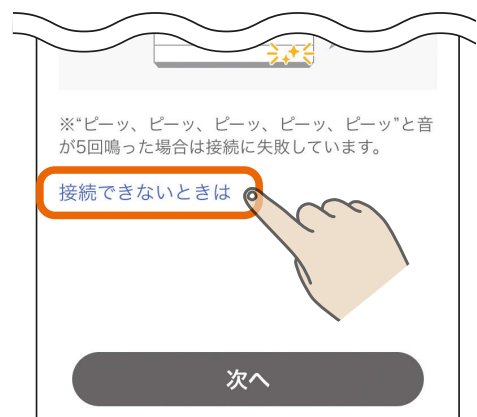 ※“ピーッ、ピーッ、ピーッ、ピーッ、ピーッ”と音
が5回鳴った場合は接続に失敗しています。
接続できないときは
次へ